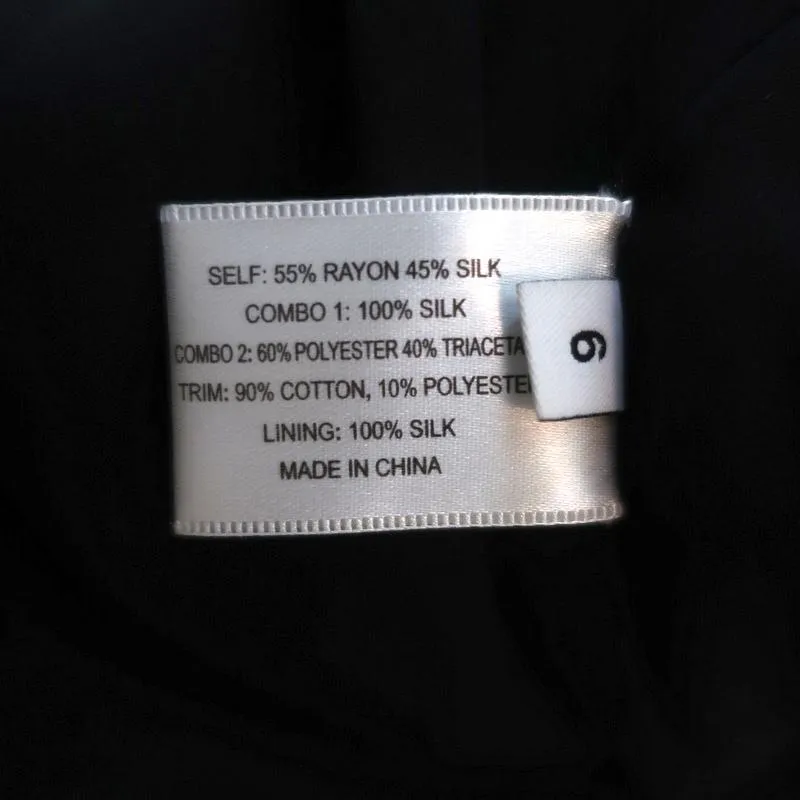 SELF: 55% RAYON 45% SILK
COMBO 1: 100% SILK
COMBO 2: 60% POLYESTER 40% TRIACETA
TRIM: 90% COTTON, 10% POLYESTE
LINING: 100% SILK
MADE IN CHINA
6